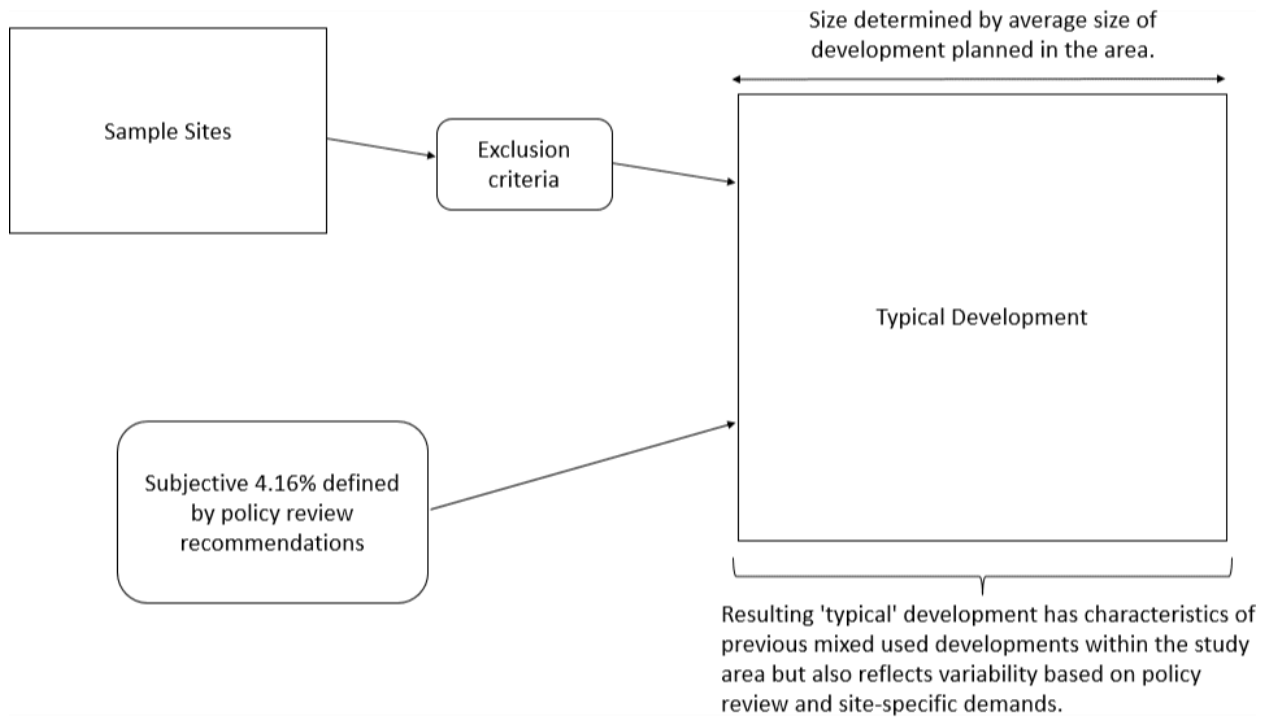 Size determined by average size of
development planned in the area.
Sample Sites
Exclusion
criteria
Typical Development
Subjective 4.16% defined
by policy review
recommendations
Resulting 'typical' development has characteristics of
previous mixed used developments within the study
area but also reflects variability based on policy
review and site-specific demands.